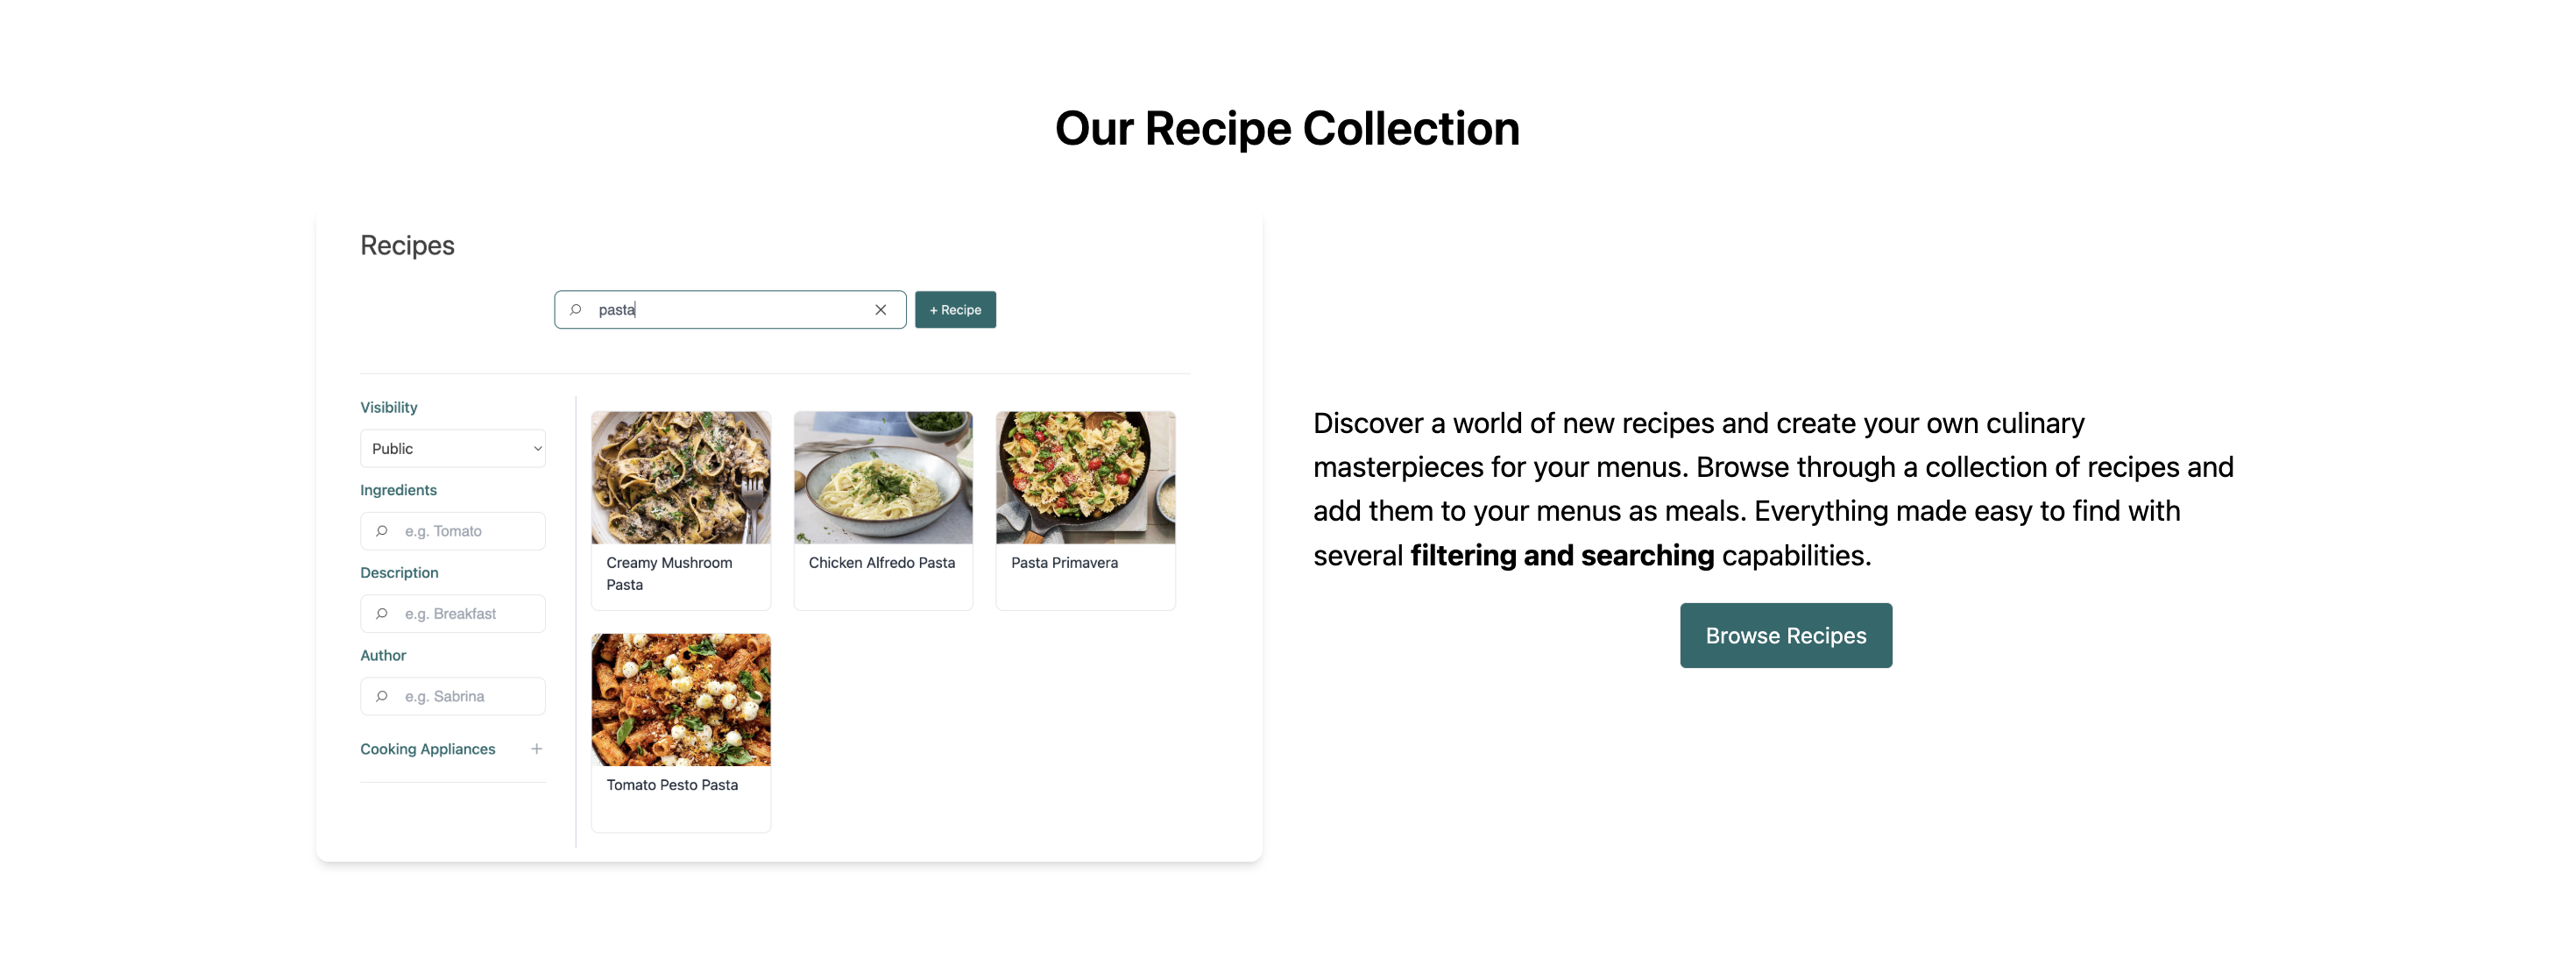 Our Recipe Collection
Recipes
pasta
+ Recipe
Visibility
Public
Ingredients
e.g. Tomato
Description
e.g. Breakfast
Author
e.g. Sabrina
Cooking Appliances
Creamy Mushroom
Pasta
Chicken Alfredo Pasta
Pasta Primavera
Tomato Pesto Pasta
Discover a world of new recipes and create your own culinary
masterpieces for your menus. Browse through a collection of recipes and
add them to your menus as meals. Everything made easy to find with
several filtering and searching capabilities.
Browse Recipes